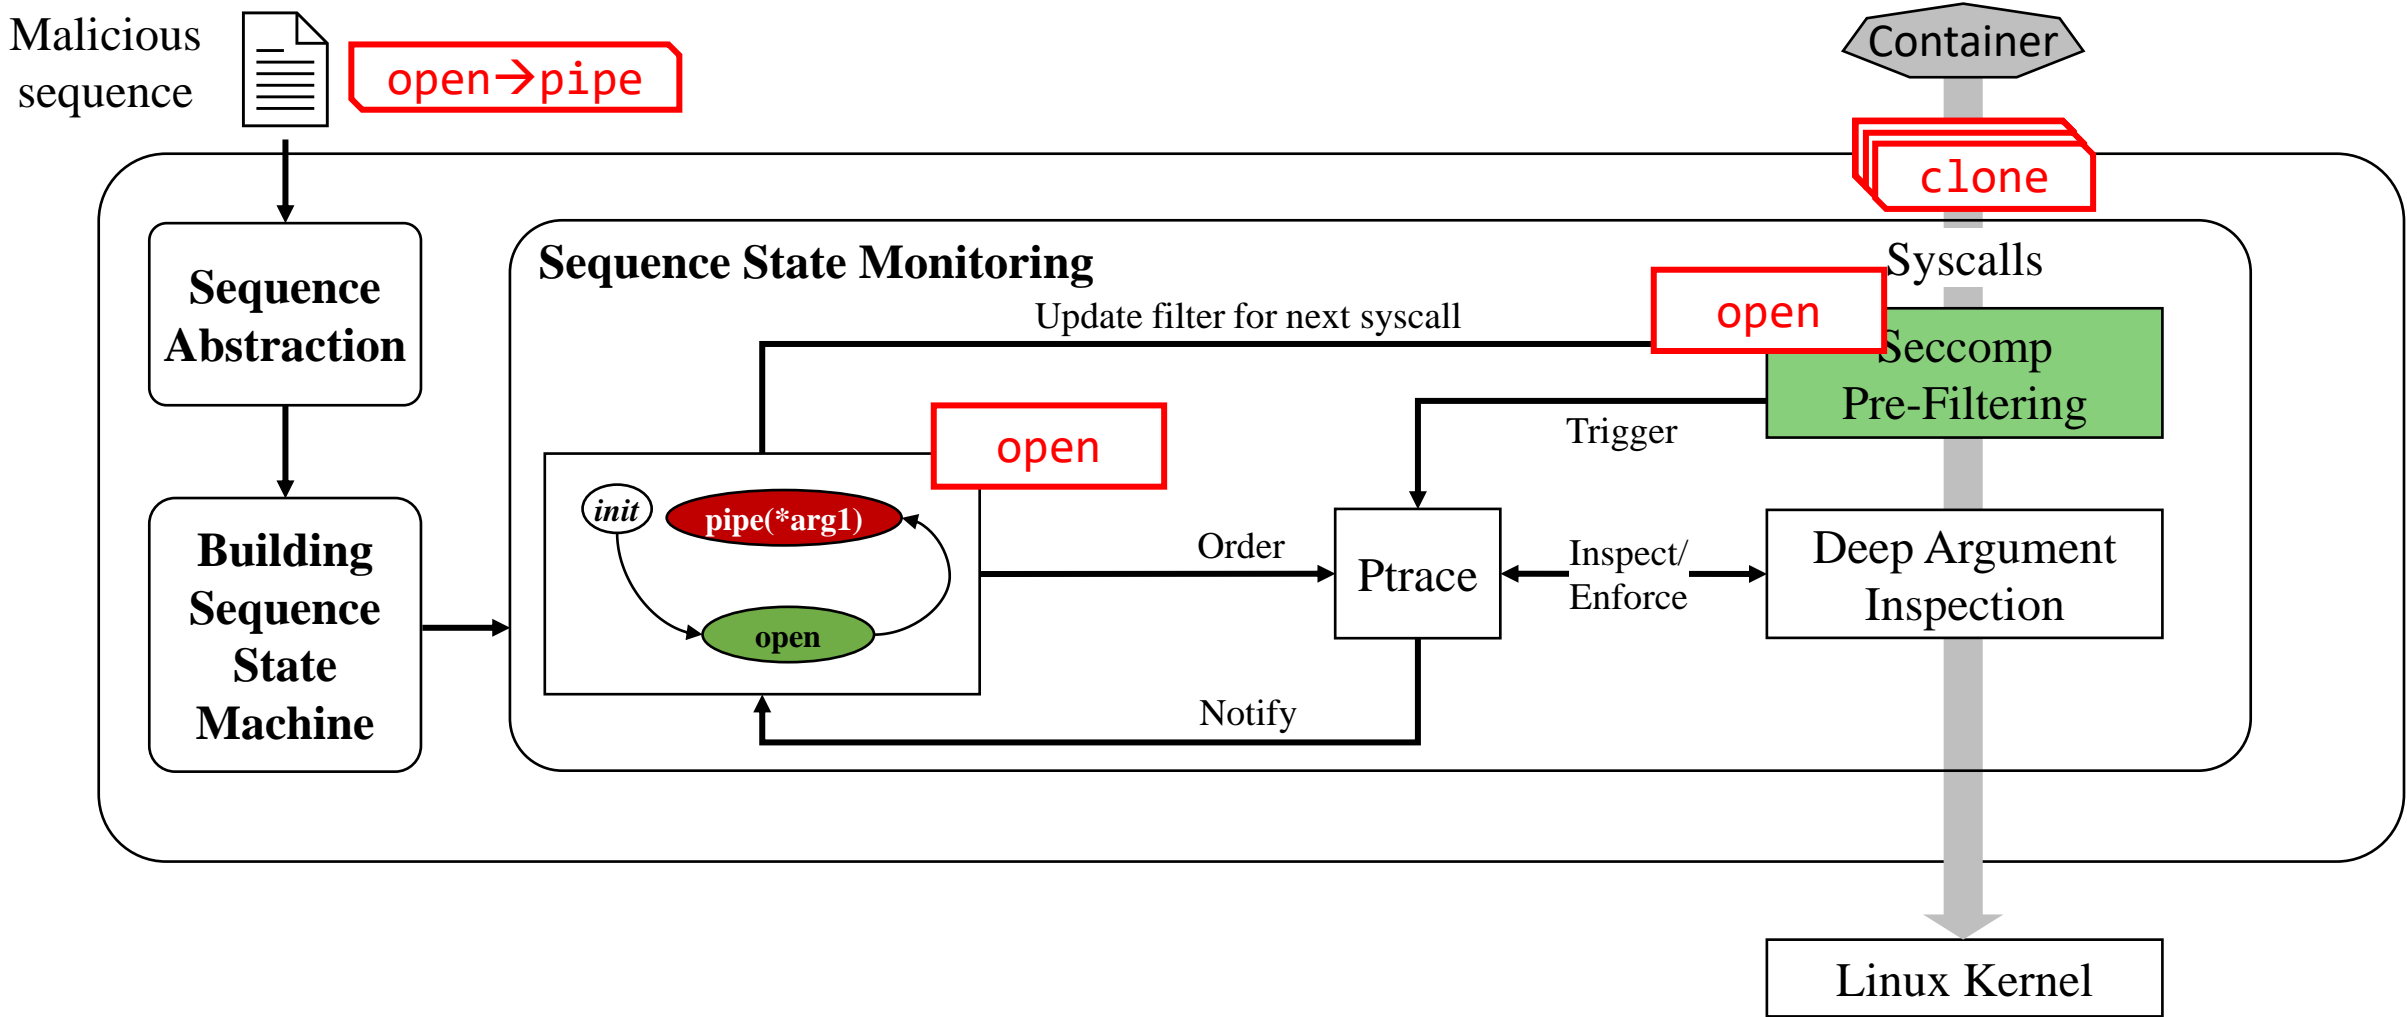 Malicious
sequence
open→pipe
Container
clone
Syscalls
Sequence
Abstraction
Sequence State Monitoring
Update filter for next syscall
open
Seccomp
Pre-Filtering
Trigger
open
init
pipe(*arg1)
open
Order
Ptrace
Inspect/
Enforce
Deep Argument
Inspection
Building
Sequence
State
Machine
Notify
Linux Kernel